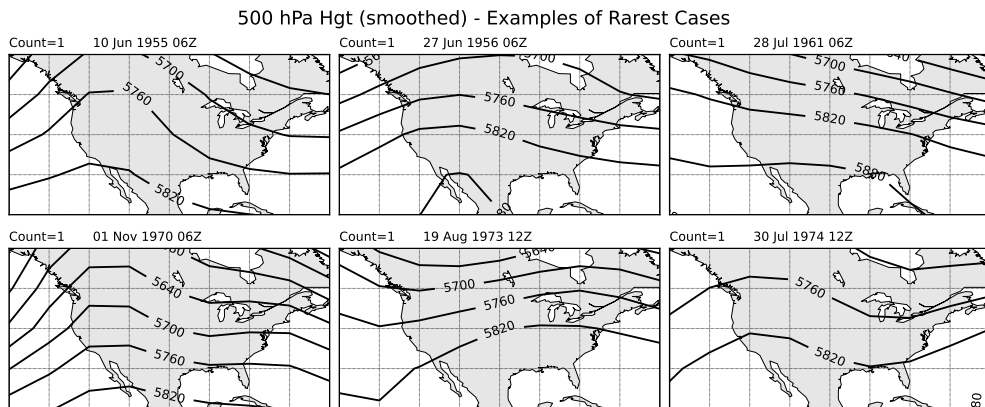 500 hPa Hgt (smoothed) - Examples of Rarest Cases
Count=1 10 Jun 1955 06Z
5700
5760
5820
Count=1 27 Jun 1956 06Z
5700
5760
5820
Count=1 28 Jul 1961 06Z
5700
5760
5820
5880
Count=1 01 Nov 1970 06Z
5640
5700
5760
5820
Count=1 19 Aug 1973 12Z
5640
5700
5760
5820
Count=1 30 Jul 1974 12Z
5760
5820